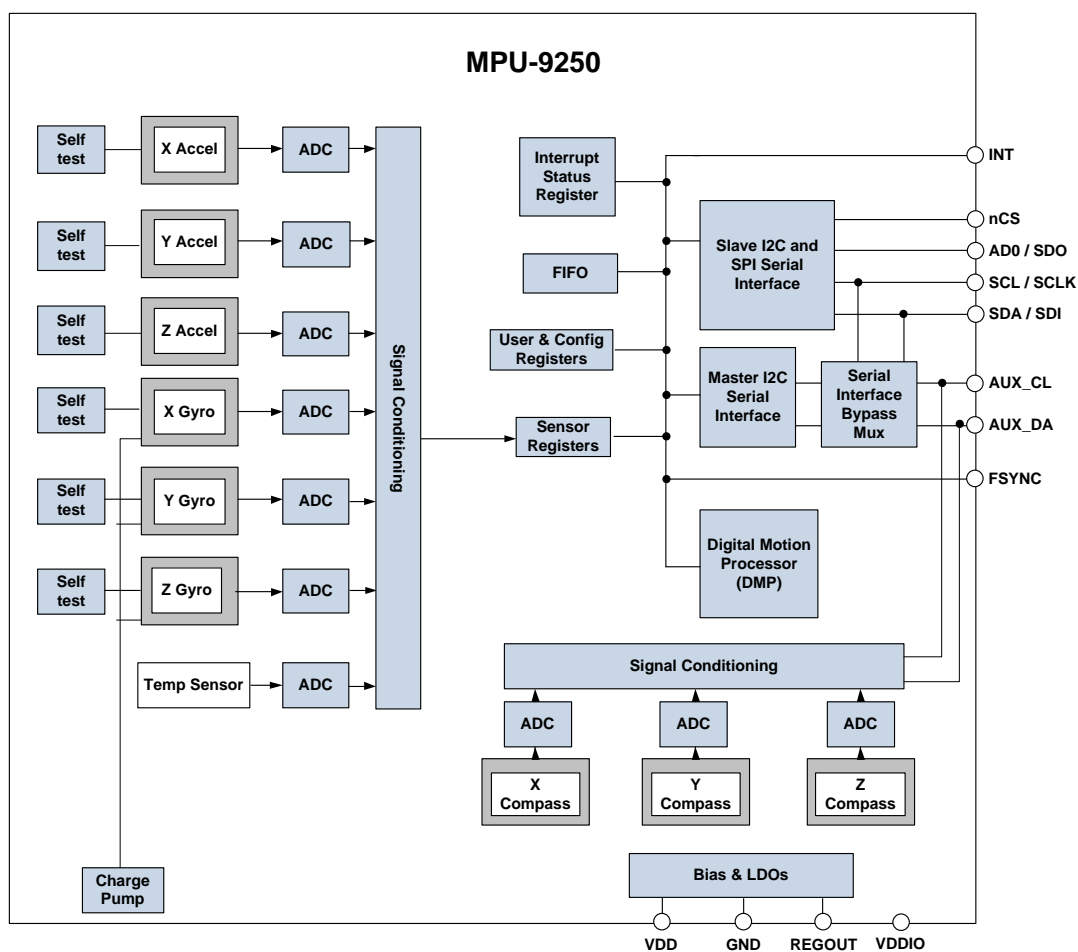 MPU-9250
Self
test
X Accel
ADC
Self
test
Y Accel
ADC
Self
test
Z Accel
ADC
Self
test
X Gyro
ADC
Self
test
Y Gyro
ADC
Self
test
Z Gyro
ADC
Temp Sensor
ADC
Signal Conditioning
Charge
Pump
Interrupt
Status
Register
FIFO
User & Config
Registers
Sensor
Registers
Slave I2C and
SPI Serial
Interface
Master I2C
Serial
Interface
Serial
Interface
Bypass
Mux
Digital Motion
Processor
(DMP)
INT
nCS
AD0 / SDO
SCL / SCLK
SDA / SDI
AUX_CL
AUX_DA
FSYNC
Signal Conditioning
ADC
ADC
ADC
X
Compass
Y
Compass
Z
Compass
Bias & LDOs
VDD
GND
REGOUT
VDDIO